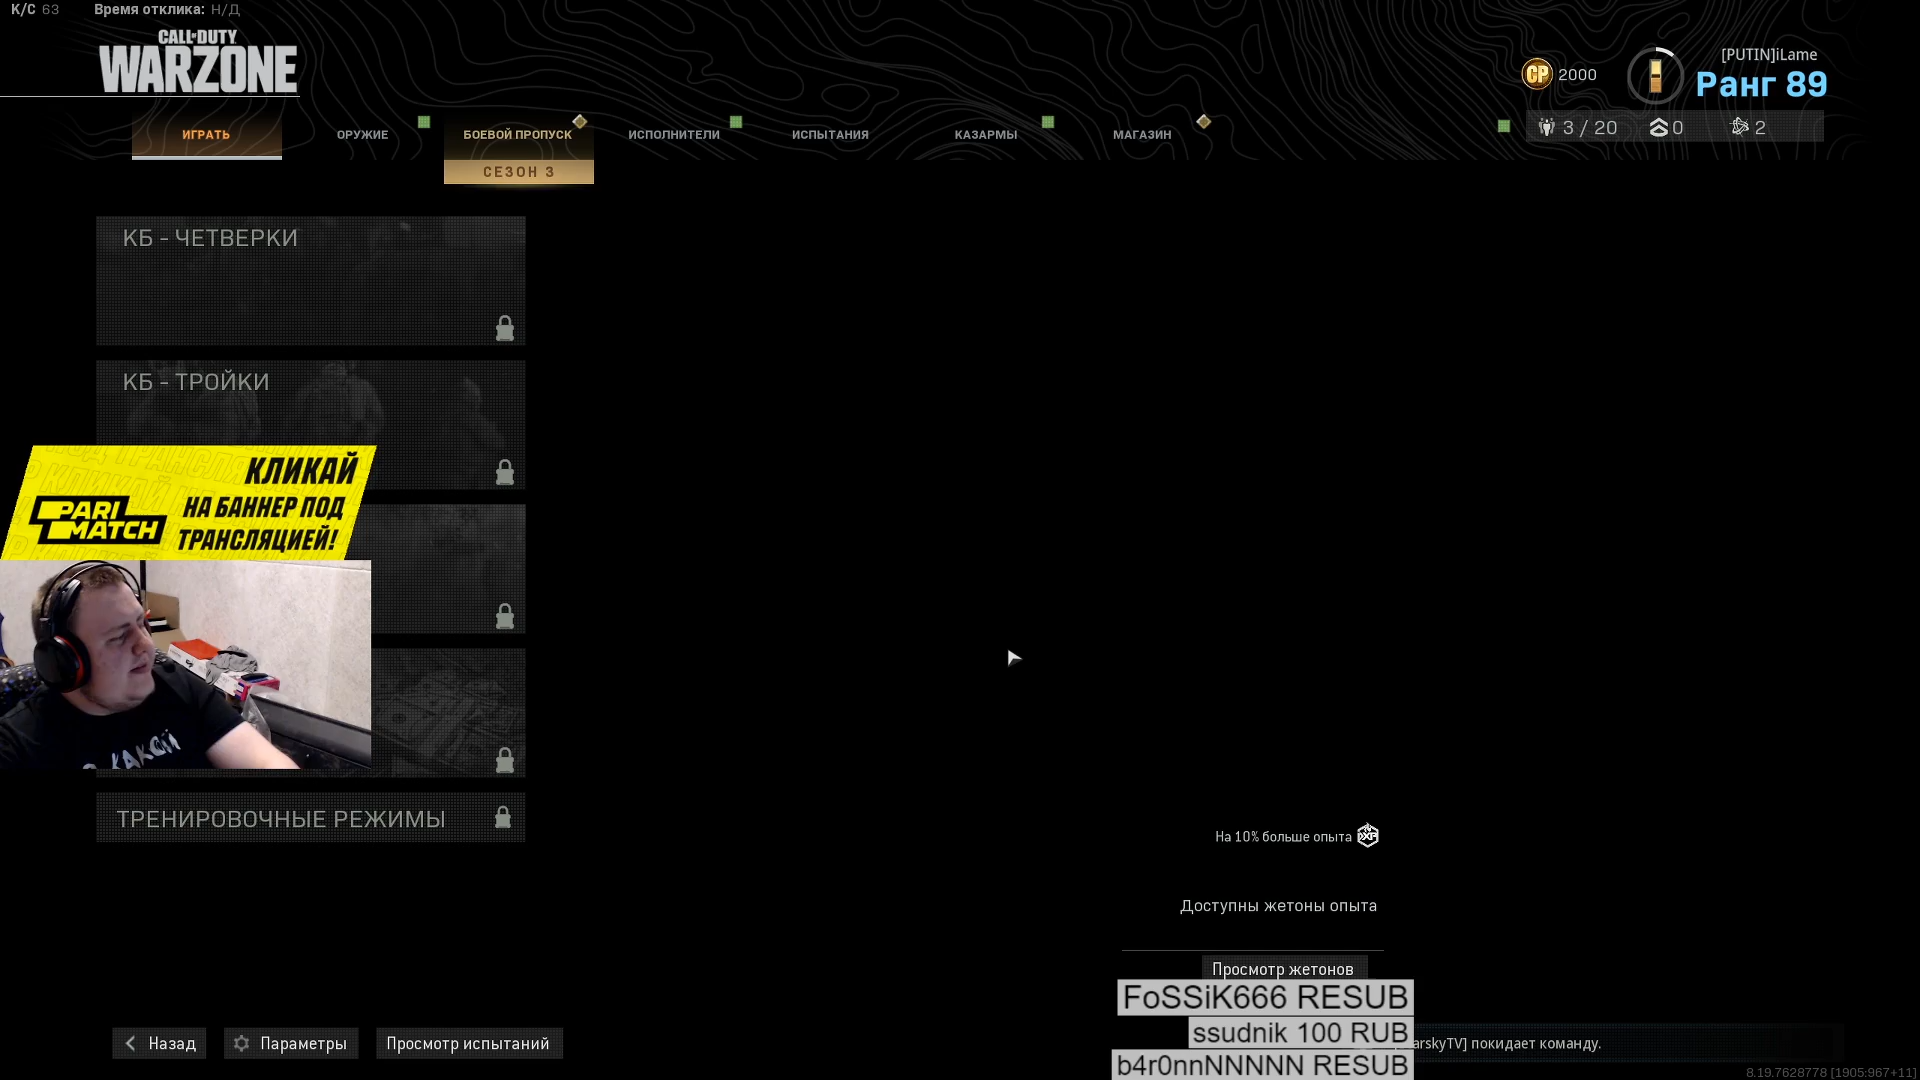 К/С 63
Время отклика: Н/Д
CALL OF DUTY
WARZONE
2000
[PUTIN]iLame
Ранг 89
3 / 20
0
2
ИГРАТЬ
ОРУЖИЕ
БОЕВОЙ ПРОПУСК
ИСПОЛНИТЕЛИ
ИСПЫТАНИЯ
КАЗАРМЫ
МАГАЗИН
СЕЗОН 3
КБ - ЧЕТВЕРКИ
КБ - ТРОЙКИ
КЛИКАЙ
НА БАННЕР ПОД
ТРАНСЛЯЦИЕЙ!
PARI
MATCH
КАКОЙ
ТРЕНИРОВОЧНЫЕ РЕЖИМЫ
На 10% больше опыта
Доступны жетоны опыта
Просмотр жетонов
FoSSiK666 RESUB
ssudnik 100 RUB
b4r0nnNNNNN RESUB
Назад
Параметры
Просмотр испытаний
arskyTV] покидает команду.
8.19.7628778 [1905:967+11]